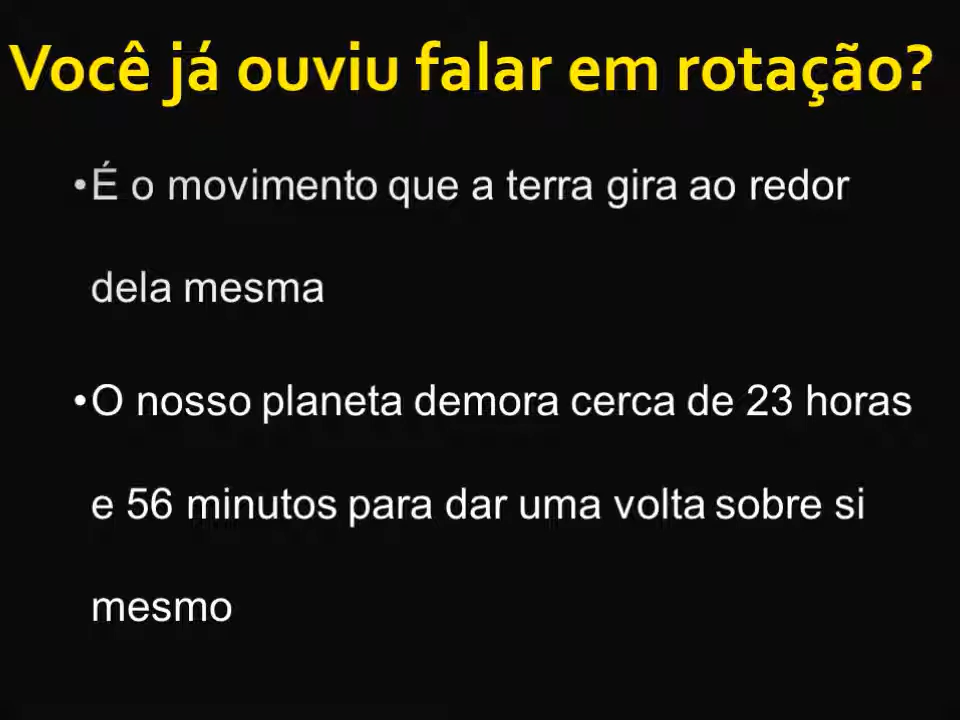 Você já ouviu falar em rotação?
•É o movimento que a terra gira ao redor
dela mesma
•O nosso planeta demora cerca de 23 horas
e 56 minutos para dar uma volta sobre si
mesmo